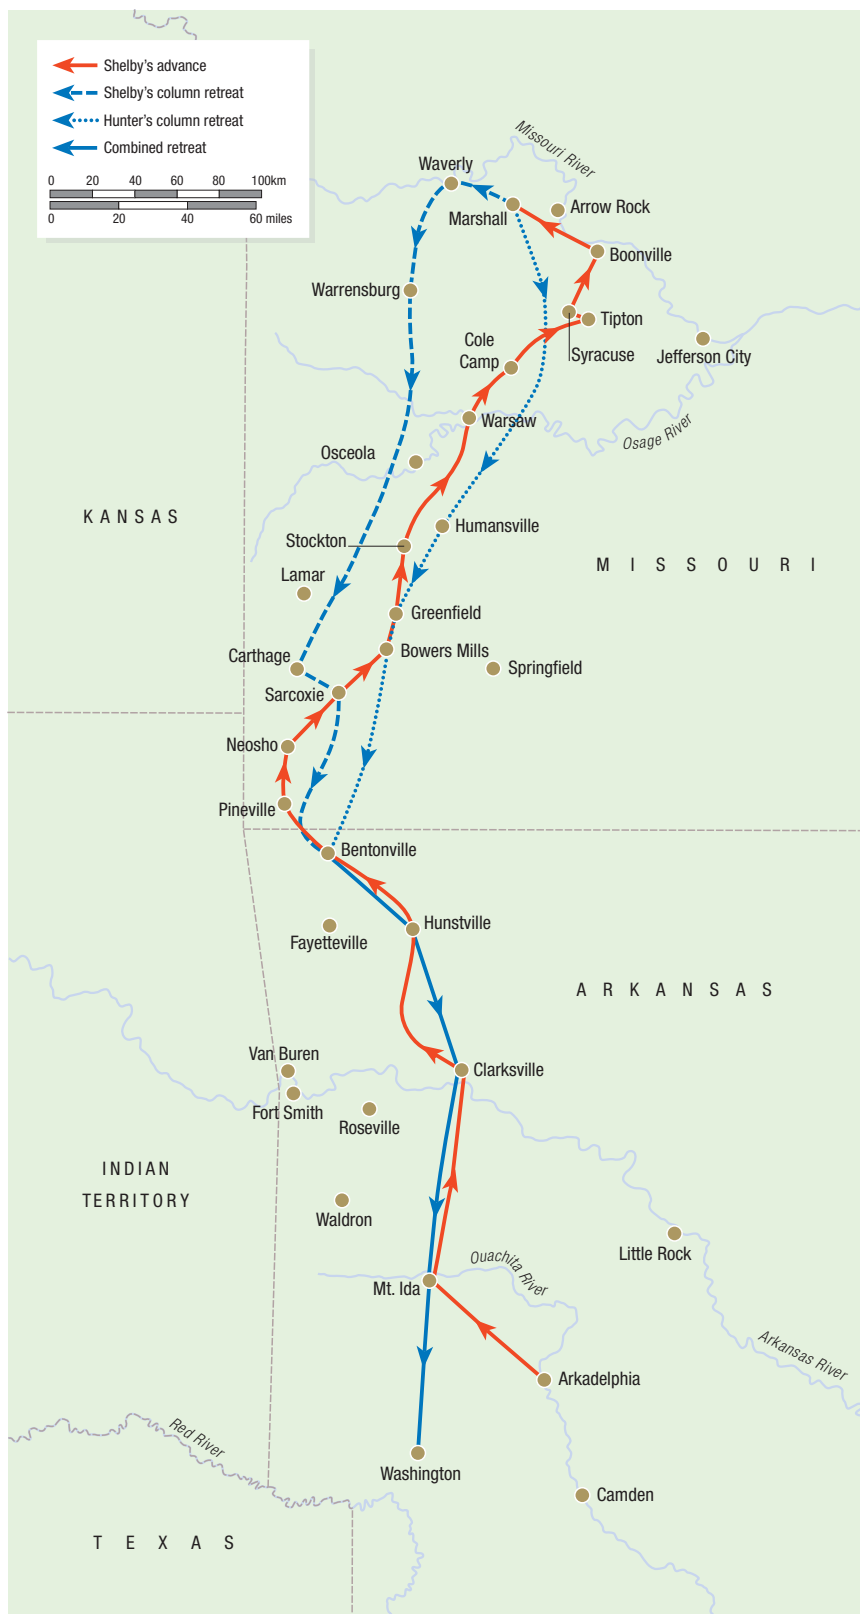 Shelby's advance
Shelby's column retreat
Hunter's column retreat
Combined retreat
0 20 40 60 80 100km
0 20 40 60 miles
Missouri River
Waverly
Marshall
Arrow Rock
Boonville
Warrensburg
Tipton
Syracuse
Jefferson City
Cole
Camp
Warsaw
Osage River
Osceola
KANSAS
Humansville
Stockton
MISSOURI
Lamar
Greenfield
Bowers Mills
Carthage
Springfield
Sarcoxie
Neosho
Pineville
Bentonville
Hunstville
Fayetteville
ARKANSAS
Van Buren
Clarksville
Fort Smith
Roseville
INDIAN
TERRITORY
Waldron
Little Rock
Ouachita River
Mt. Ida
Arkansas River
Arkadelphia
Red River
Washington
Camden
TEXAS